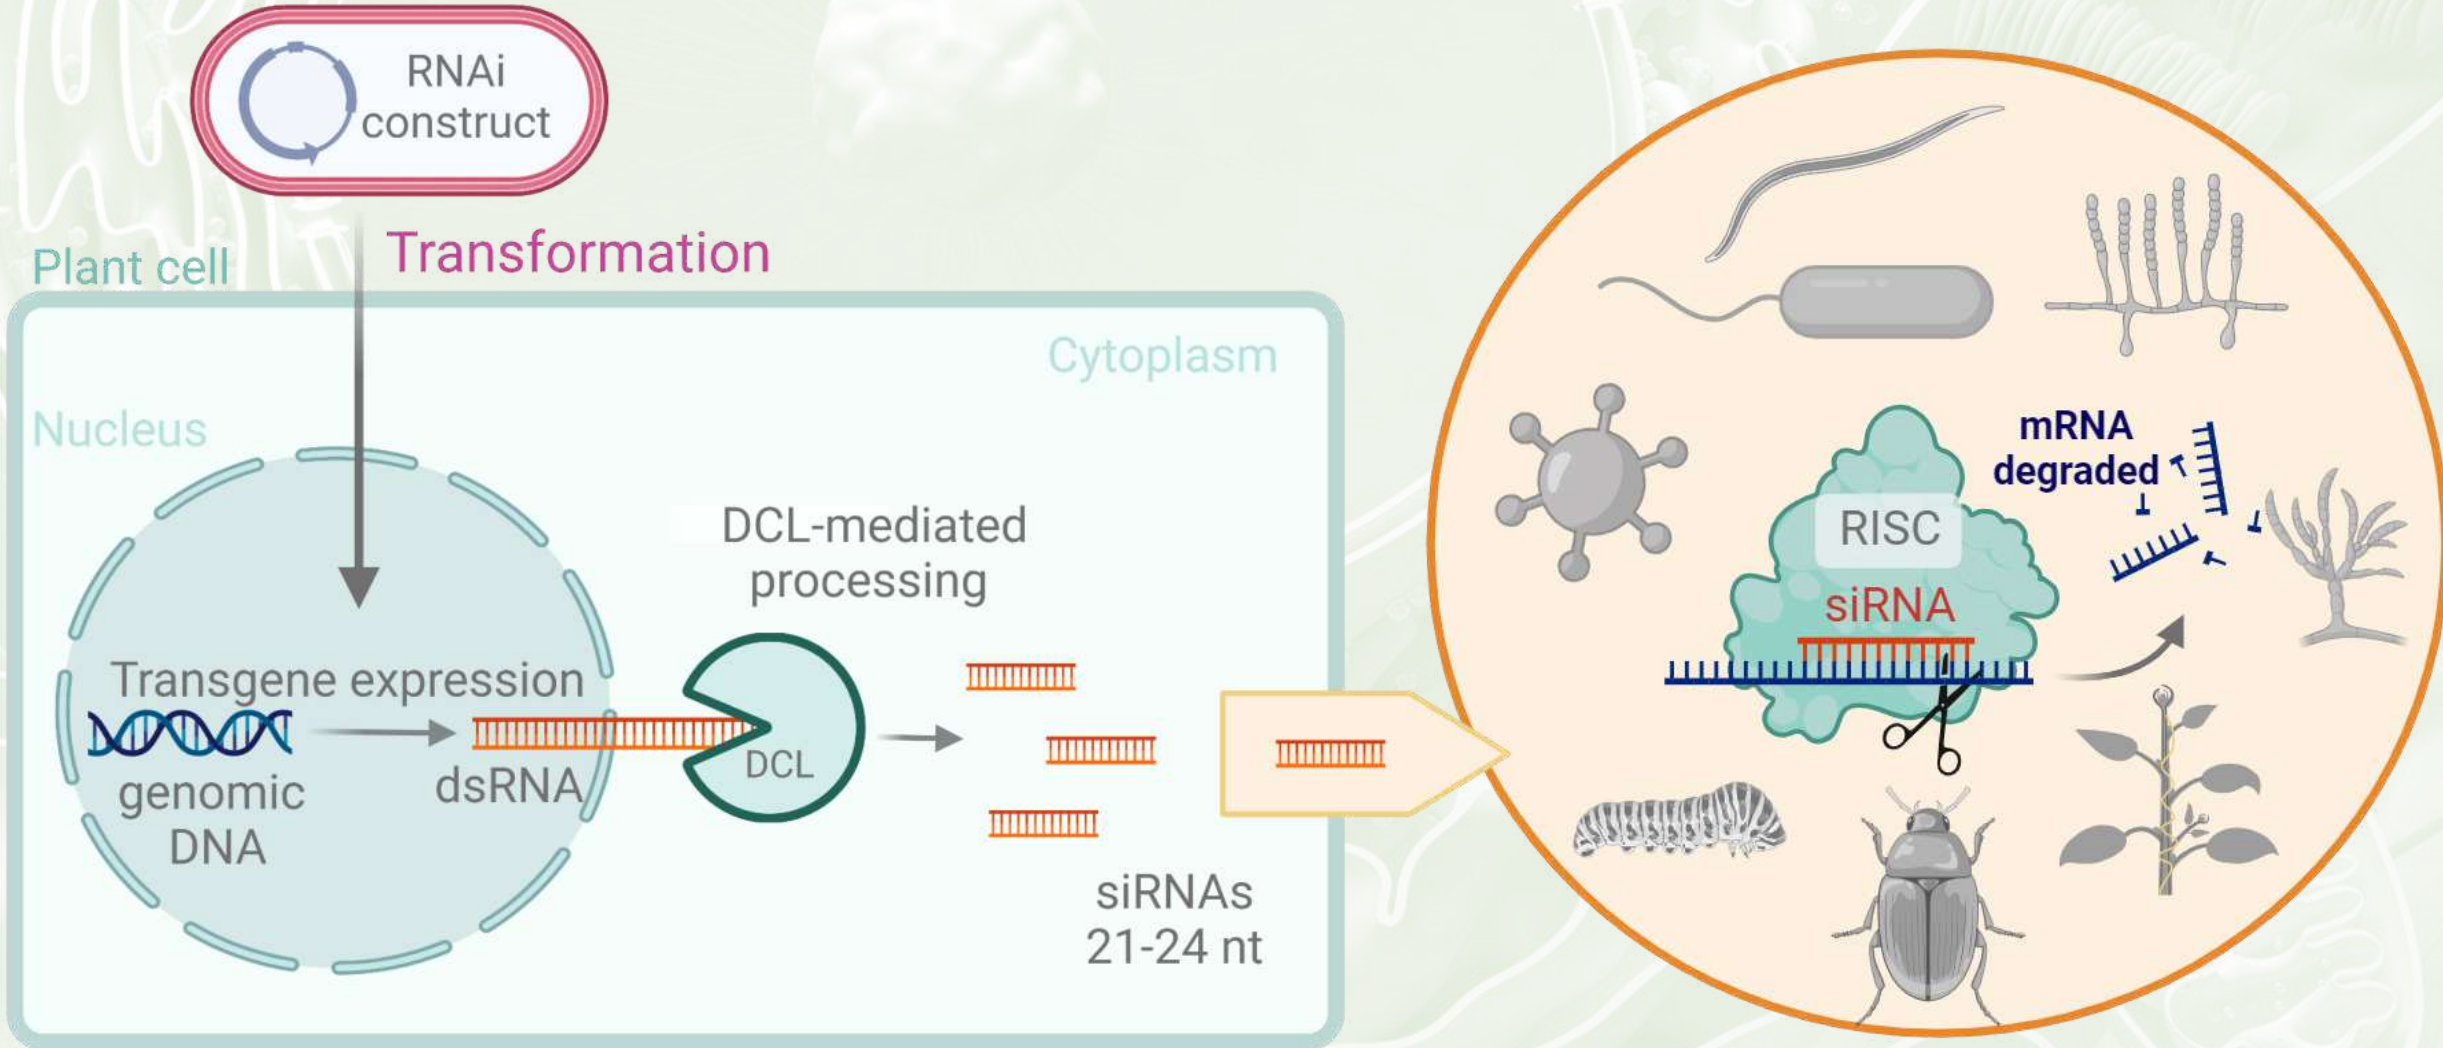 RNAi
construct
Transformation
Plant cell
Cytoplasm
Nucleus
Transgene expression
genomic
DNA
dsRNA
DCL-mediated
processing
DCL
siRNAs
21-24 nt
mRNA
degraded
RISC
siRNA